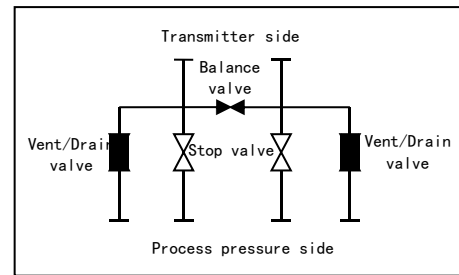 Transmitter side
Balance
valve
Vent/Drain
valve
Stop valve
Vent/Drain
valve
Process pressure side